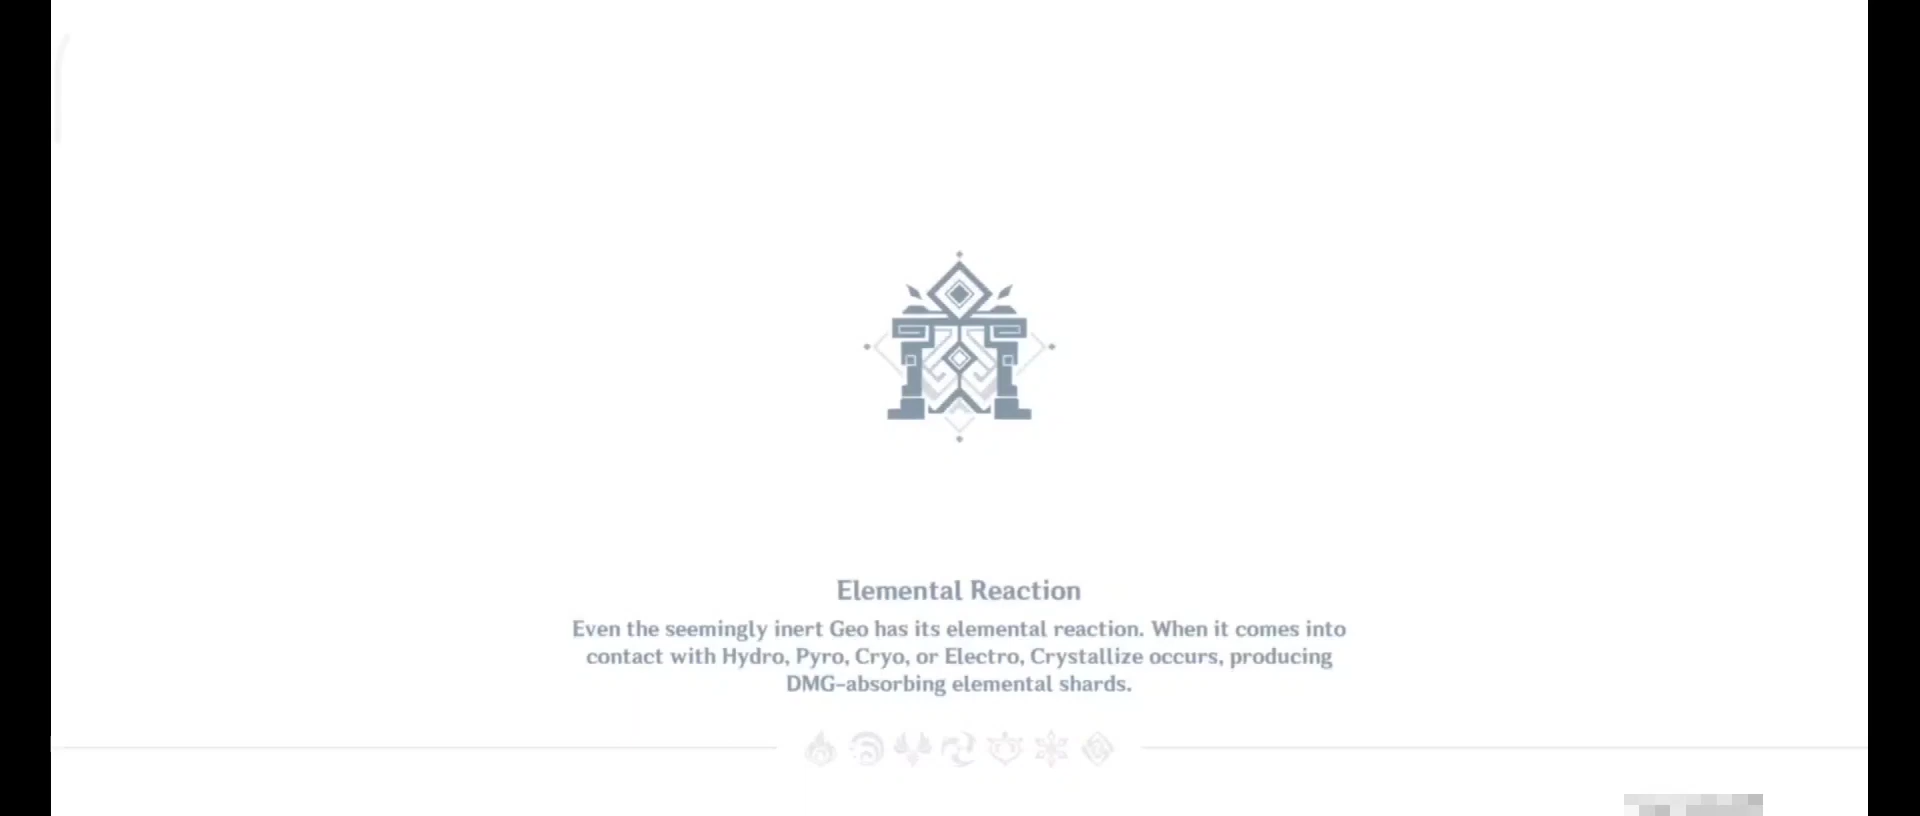 Elemental Reaction
Even the seemingly inert Geo has its elemental reaction. When it comes into
contact with Hydro, Pyro, Cryo, or Electro, Crystallize occurs, producing
DMG-absorbing elemental shards.